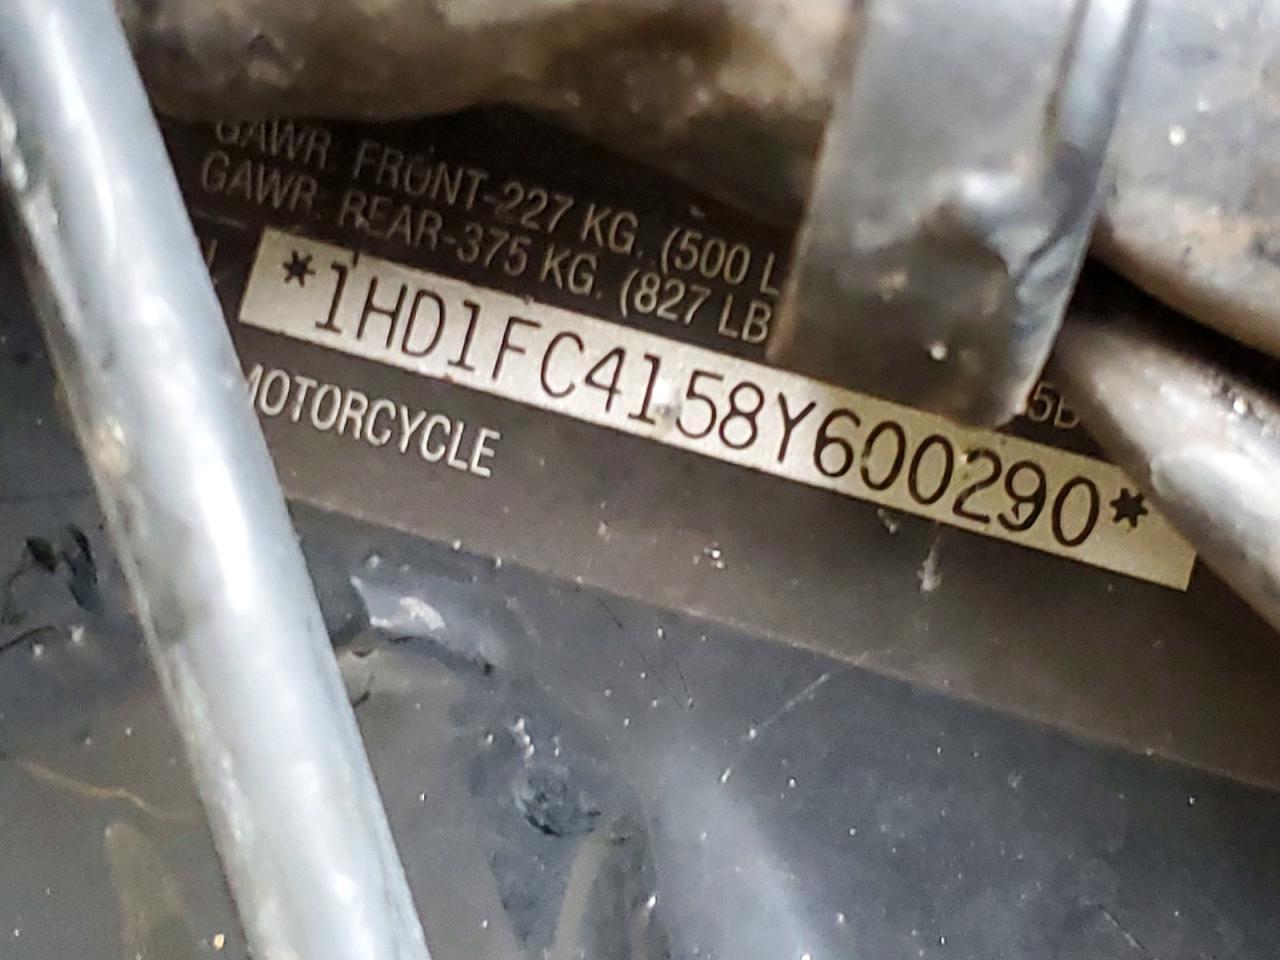 GAWR: FRONT-227 KG. (500 L
GAWR: REAR-375 KG. (827 LB
*1HD1FC4158Y600290*
MOTORCYCLE